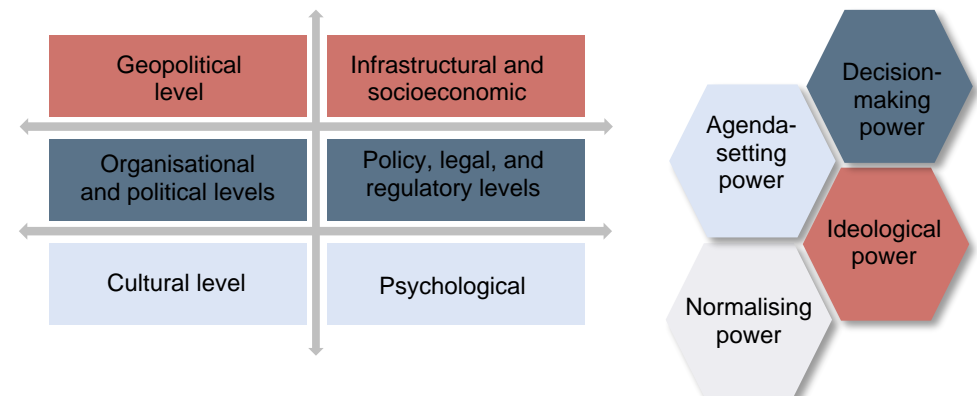 Geopolitical
level
Infrastructural and
socioeconomic
Organisational
and political levels
Policy, legal, and
regulatory levels
Cultural level
Psychological
Decision-
making
power
Agenda-
setting
power
Ideological
power
Normalising
power